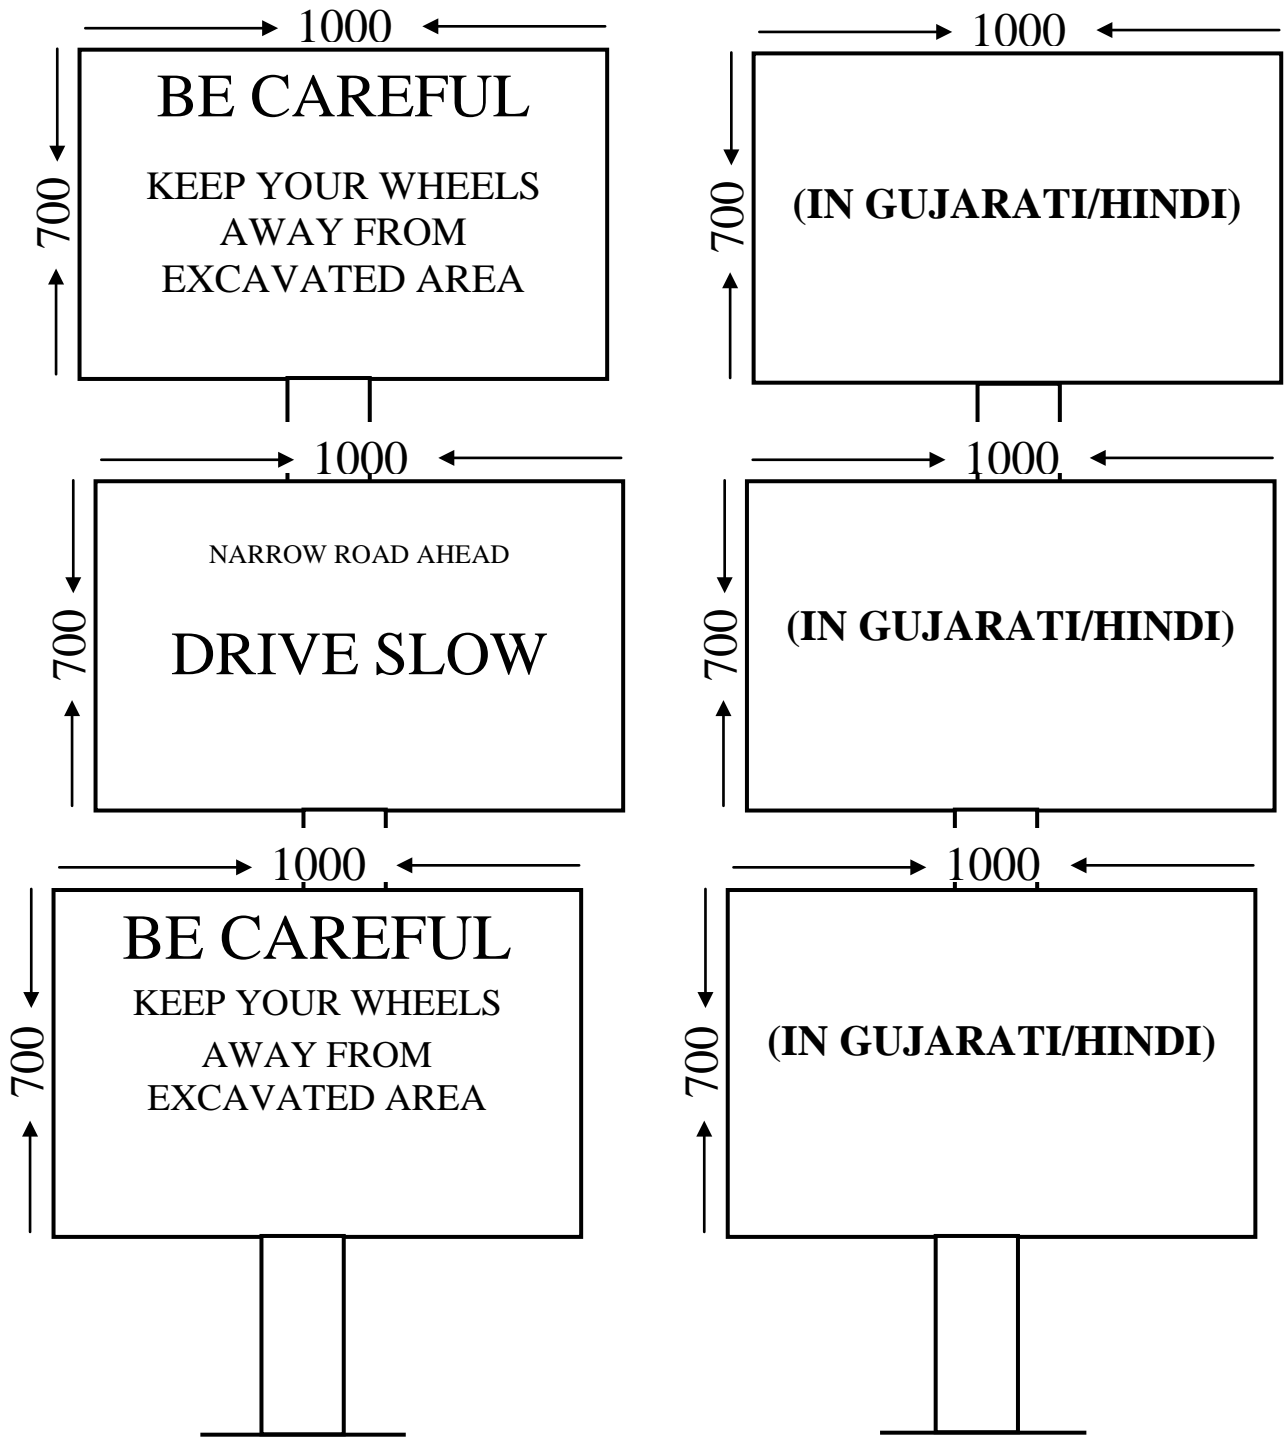 1000
1000
BE CAREFUL
KEEP YOUR WHEELS
AWAY FROM
EXCAVATED AREA
700
(IN GUJARATI/HINDI)
700
1000
1000
NARROW ROAD AHEAD
DRIVE SLOW
700
(IN GUJARATI/HINDI)
700
1000
1000
BE CAREFUL
KEEP YOUR WHEELS
AWAY FROM
EXCAVATED AREA
700
(IN GUJARATI/HINDI)
700